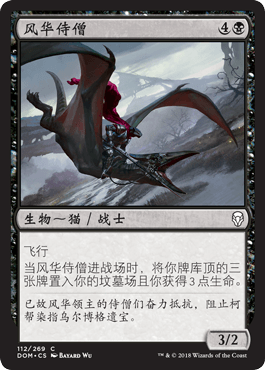 风华侍僧 4
生物～猫／战士
飞行
当风华侍僧进战场时，将你牌库顶的三
张牌置入你的坟墓场且你获得3点生命。
已故风华领主的侍僧们奋力抵抗，阻止柯
帮染指乌尔博格遗宝。
3/2
112/269 C
DOM • CS BAYARD WU
™ & © 2018 Wizards of the Coast